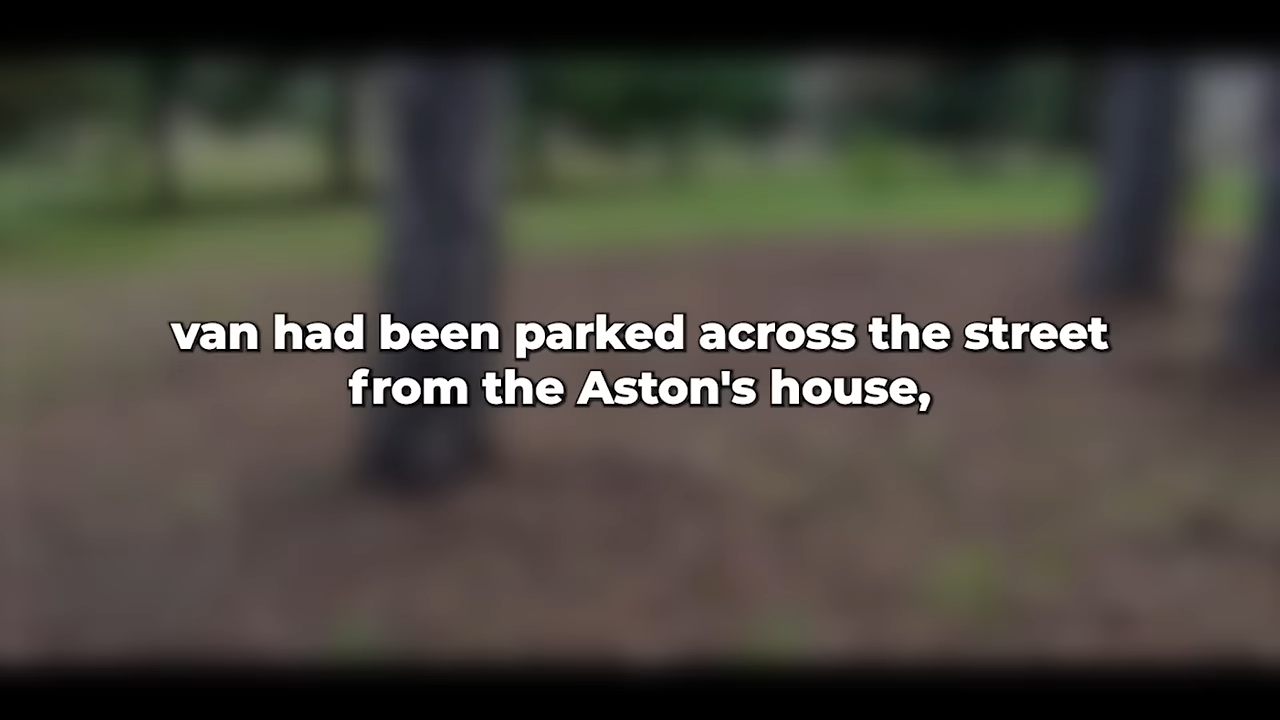 van had been parked across the street
from the Aston's house,